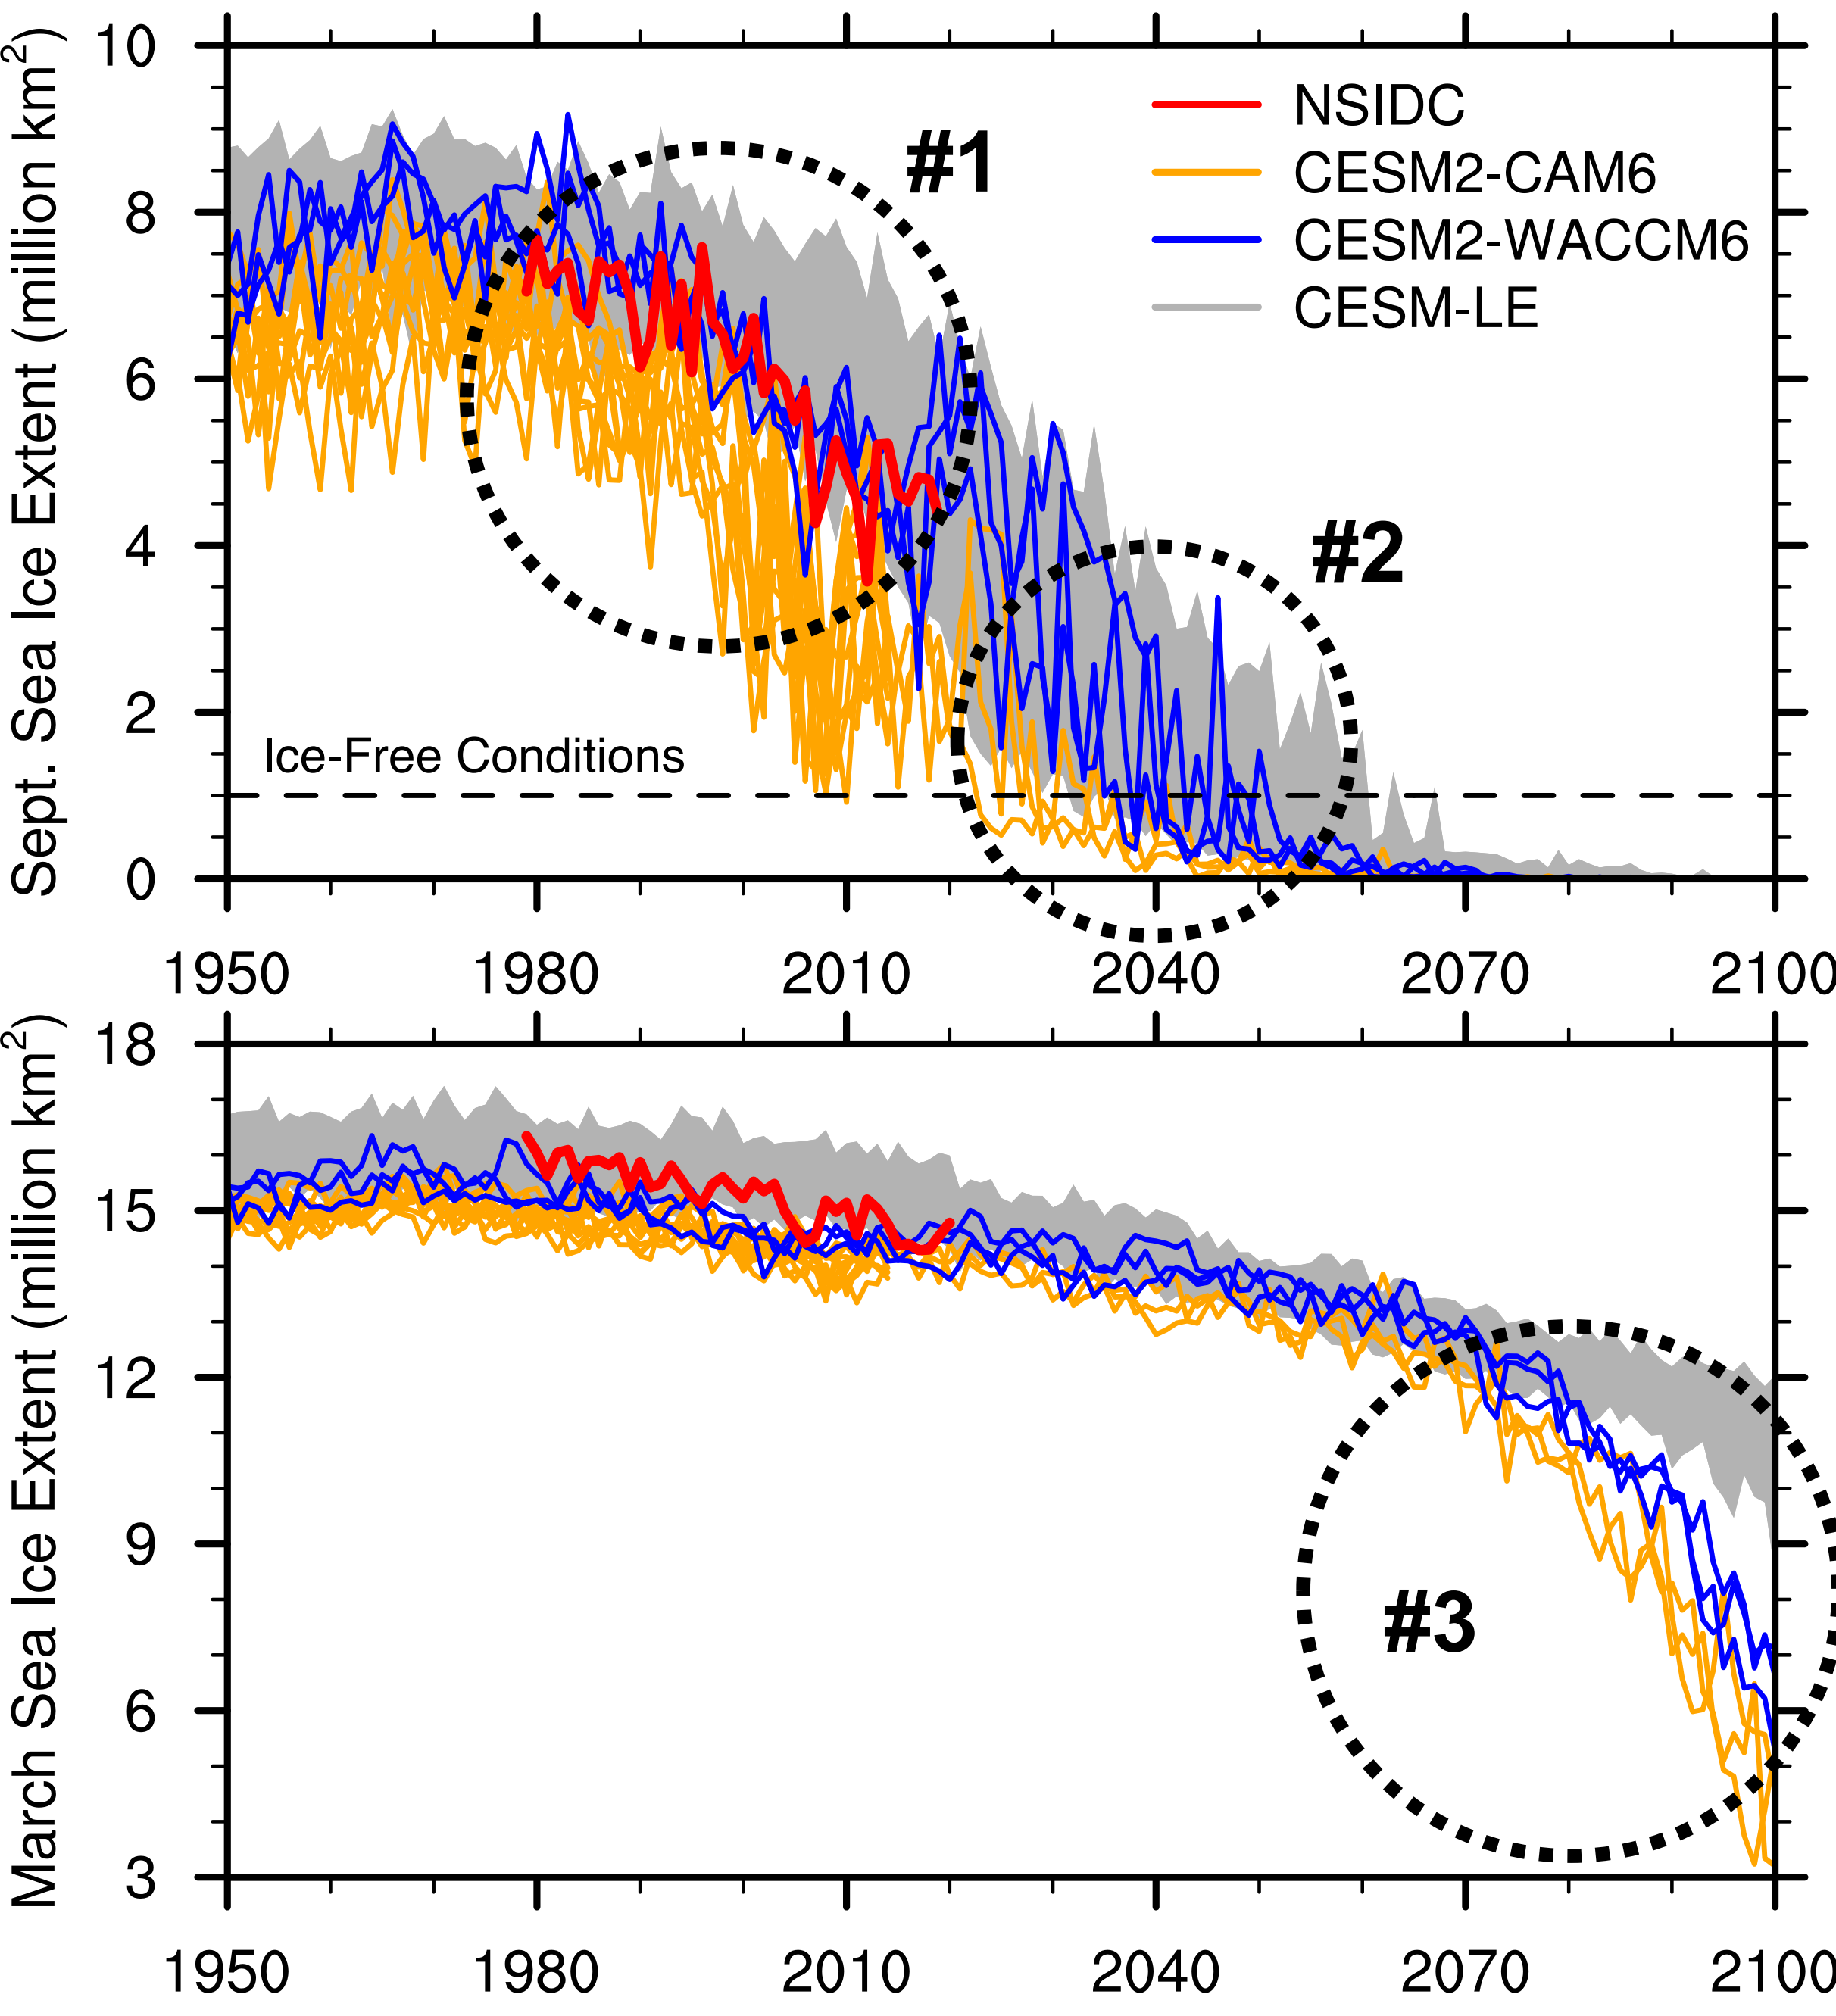 Sept. Sea Ice Extent (million km²)
10
8
6
4
2
0
#1
#2
NSIDC
CESM2-CAM6
CESM2-WACCM6
CESM-LE
Ice-Free Conditions
1950 1980 2010 2040 2070 2100
March Sea Ice Extent (million km²)
18
15
12
9
6
3
#3
1950 1980 2010 2040 2070 2100